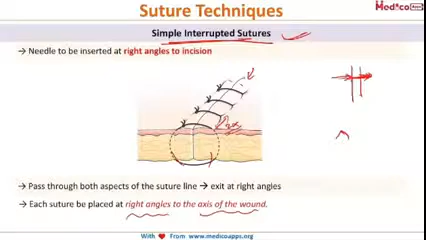 Suture Techniques
MedicoApps
Simple Interrupted Sutures
→ Needle to be inserted at right angles to incision
→ Pass through both aspects of the suture line → exit at right angles
→ Each suture be placed at right angles to the axis of the wound.
With ❤ From www.medicoapps.org